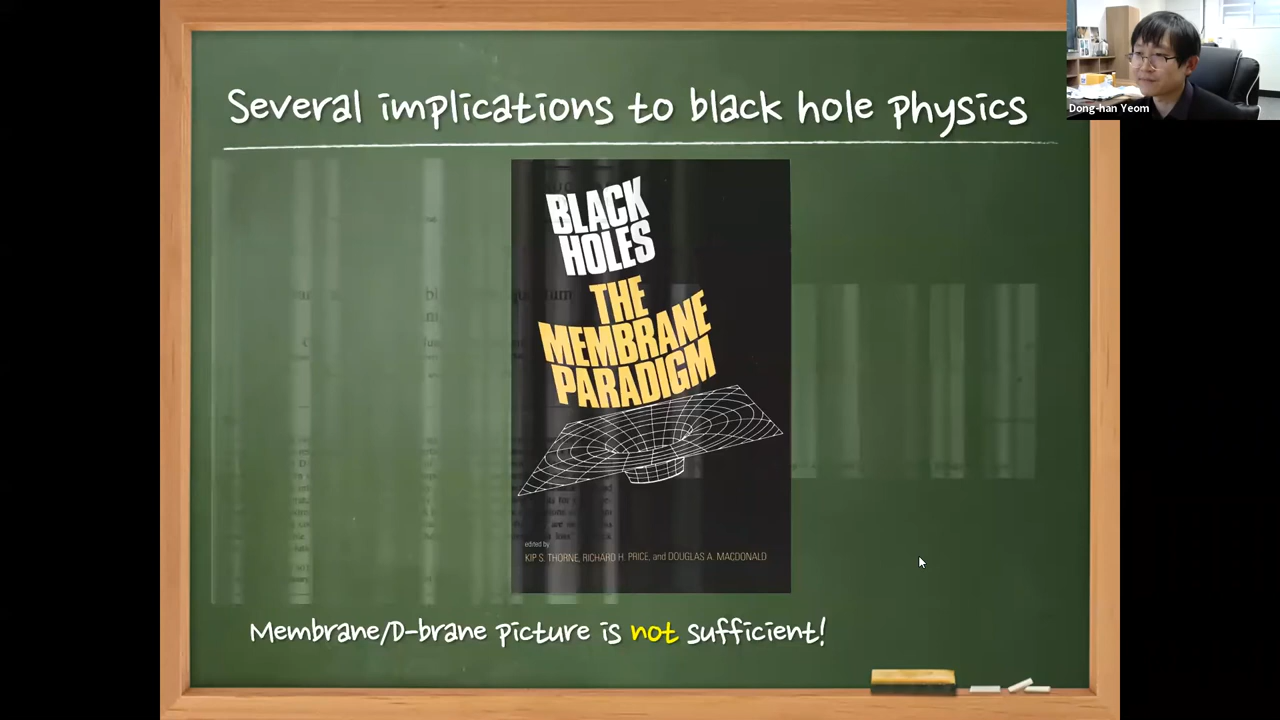 Several implications to black hole physics
Dong-han Yeom
BLACK
HOLES
THE
MEMBRANE
PARADIGM
edited by
KIP S. THORNE, RICHARD H. PRICE, and DOUGLAS A. MACDONALD
Membrane/D-brane picture is not sufficient!